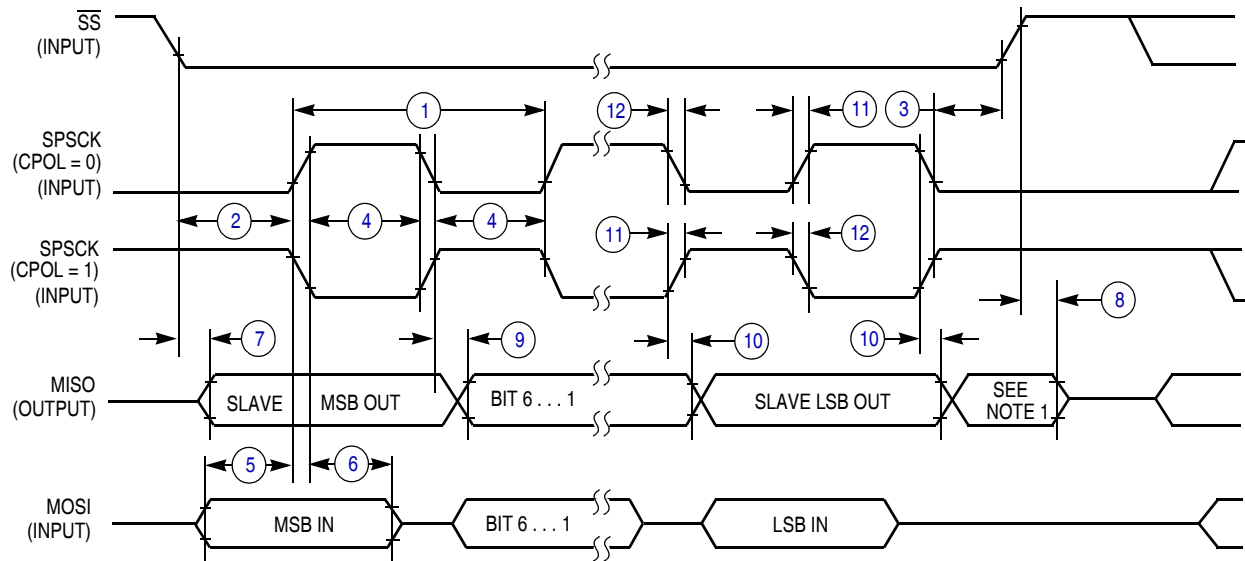 SS
(INPUT)
1
12
11
3
SPSCK
(CPOL = 0)
(INPUT)
2
4
4
11
12
SPSCK
(CPOL = 1)
(INPUT)
8
7
9
10
10
MISO
(OUTPUT)
SLAVE MSB OUT
BIT 6 . . . 1
SLAVE LSB OUT
SEE
NOTE 1
5
6
MOSI
(INPUT)
MSB IN
BIT 6 . . . 1
LSB IN